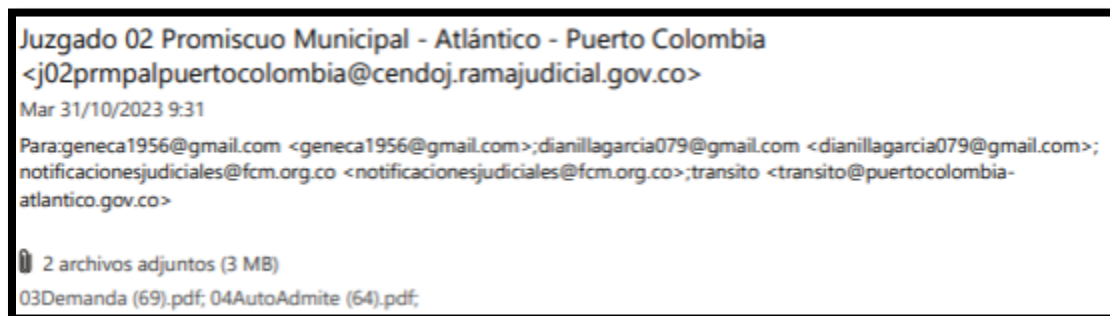 Juzgado 02 Promiscuo Municipal - Atlántico - Puerto Colombia
<j02prmpalpuertocolombia@cendoj.ramajudicial.gov.co>
Mar 31/10/2023 9:31
Para:geneca1956@gmail.com <geneca1956@gmail.com>;dianillagarcia079@gmail.com <dianillagarcia079@gmail.com>;
notificacionesjudiciales@fcm.org.co <notificacionesjudiciales@fcm.org.co>;transito <transito@puertocolombia-
atlantico.gov.co>
2 archivos adjuntos (3 MB)
03Demanda (69).pdf; 04AutoAdmite (64).pdf;